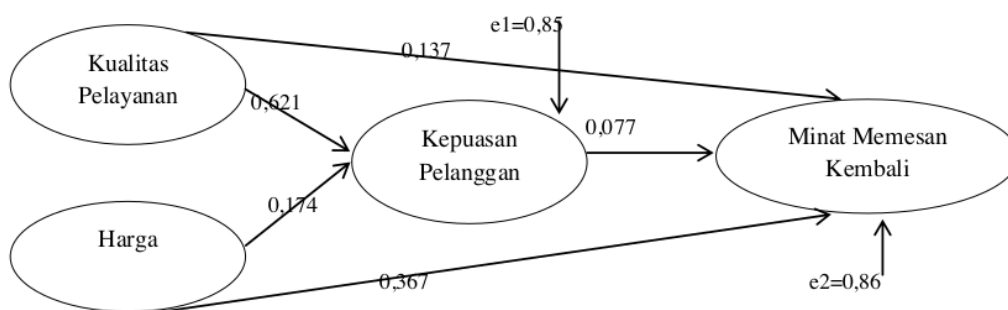 e1=0,85
0,137
Kualitas
Pelayanan
0,621
Kepuasan
Pelanggan
0,077
Minat Memesan
Kembali
0,174
Harga
0,367
e2=0,86